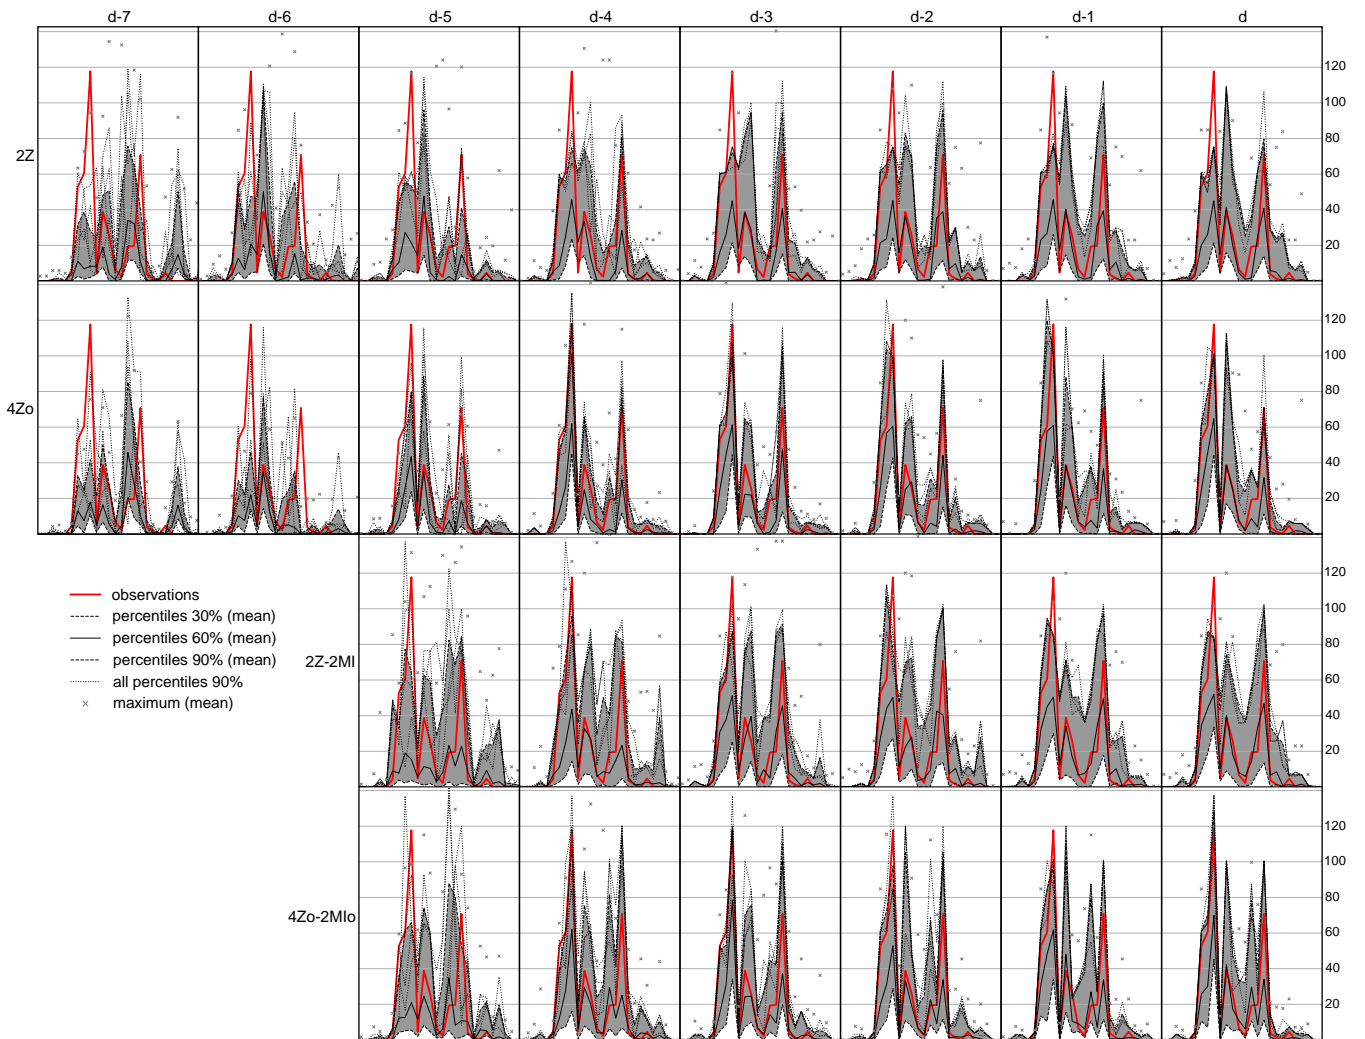 d-7 d-6 d-5 d-4 d-3 d-2 d-1 d
2Z
120
100
80
60
40
20
4Zo
120
100
80
60
40
20
observations
percentiles 30% (mean)
percentiles 60% (mean)
percentiles 90% (mean)
all percentiles 90%
maximum (mean)
2Z-2MI
120
100
80
60
40
20
4Zo-2MIo
120
100
80
60
40
20